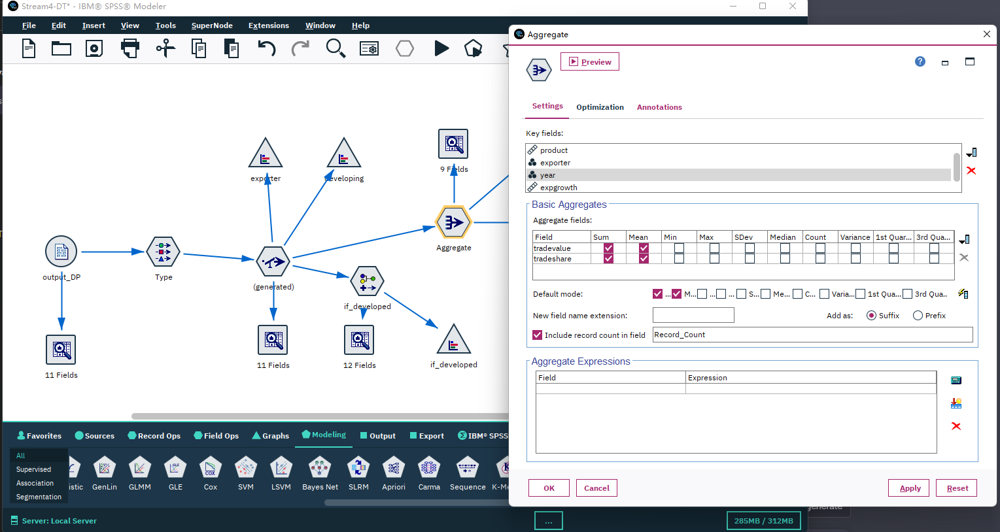 Stream4-DT* - IBM® SPSS® Modeler
File Edit Insert View Tools SuperNode Extensions Window Help
exporter
developing
9 Fields
Aggregate
output_DP
Type
(generated)
if_developed
11 Fields
11 Fields
12 Fields
if_developed
Favorites Sources Record Ops Field Ops Graphs Modeling Output Export IBM® SPSS
All
Supervised
Association
Segmentation
istic GenLin GLMM GLE Cox SVM LSVM Bayes Net SLRM Apriori Carma Sequence K-Me
GLE
COX
Server: Local Server
...
285MB / 312MB
Aggregate
Preview
?
Settings Optimization Annotations
Key fields:
product
exporter
year
expgrowth
Basic Aggregates
Aggregate fields:
Field Sum Mean Min Max SDev Median Count Variance 1st Quar... 3rd Qua...
tradevalue
tradeshare
Default mode: ... M... ... ... S... Me... C... Varia... 1st Qua... 3rd Qua...
New field name extension:
Add as: Suffix Prefix
Include record count in field Record_Count
Aggregate Expressions
Field Expression
OK Cancel Apply Reset
generate